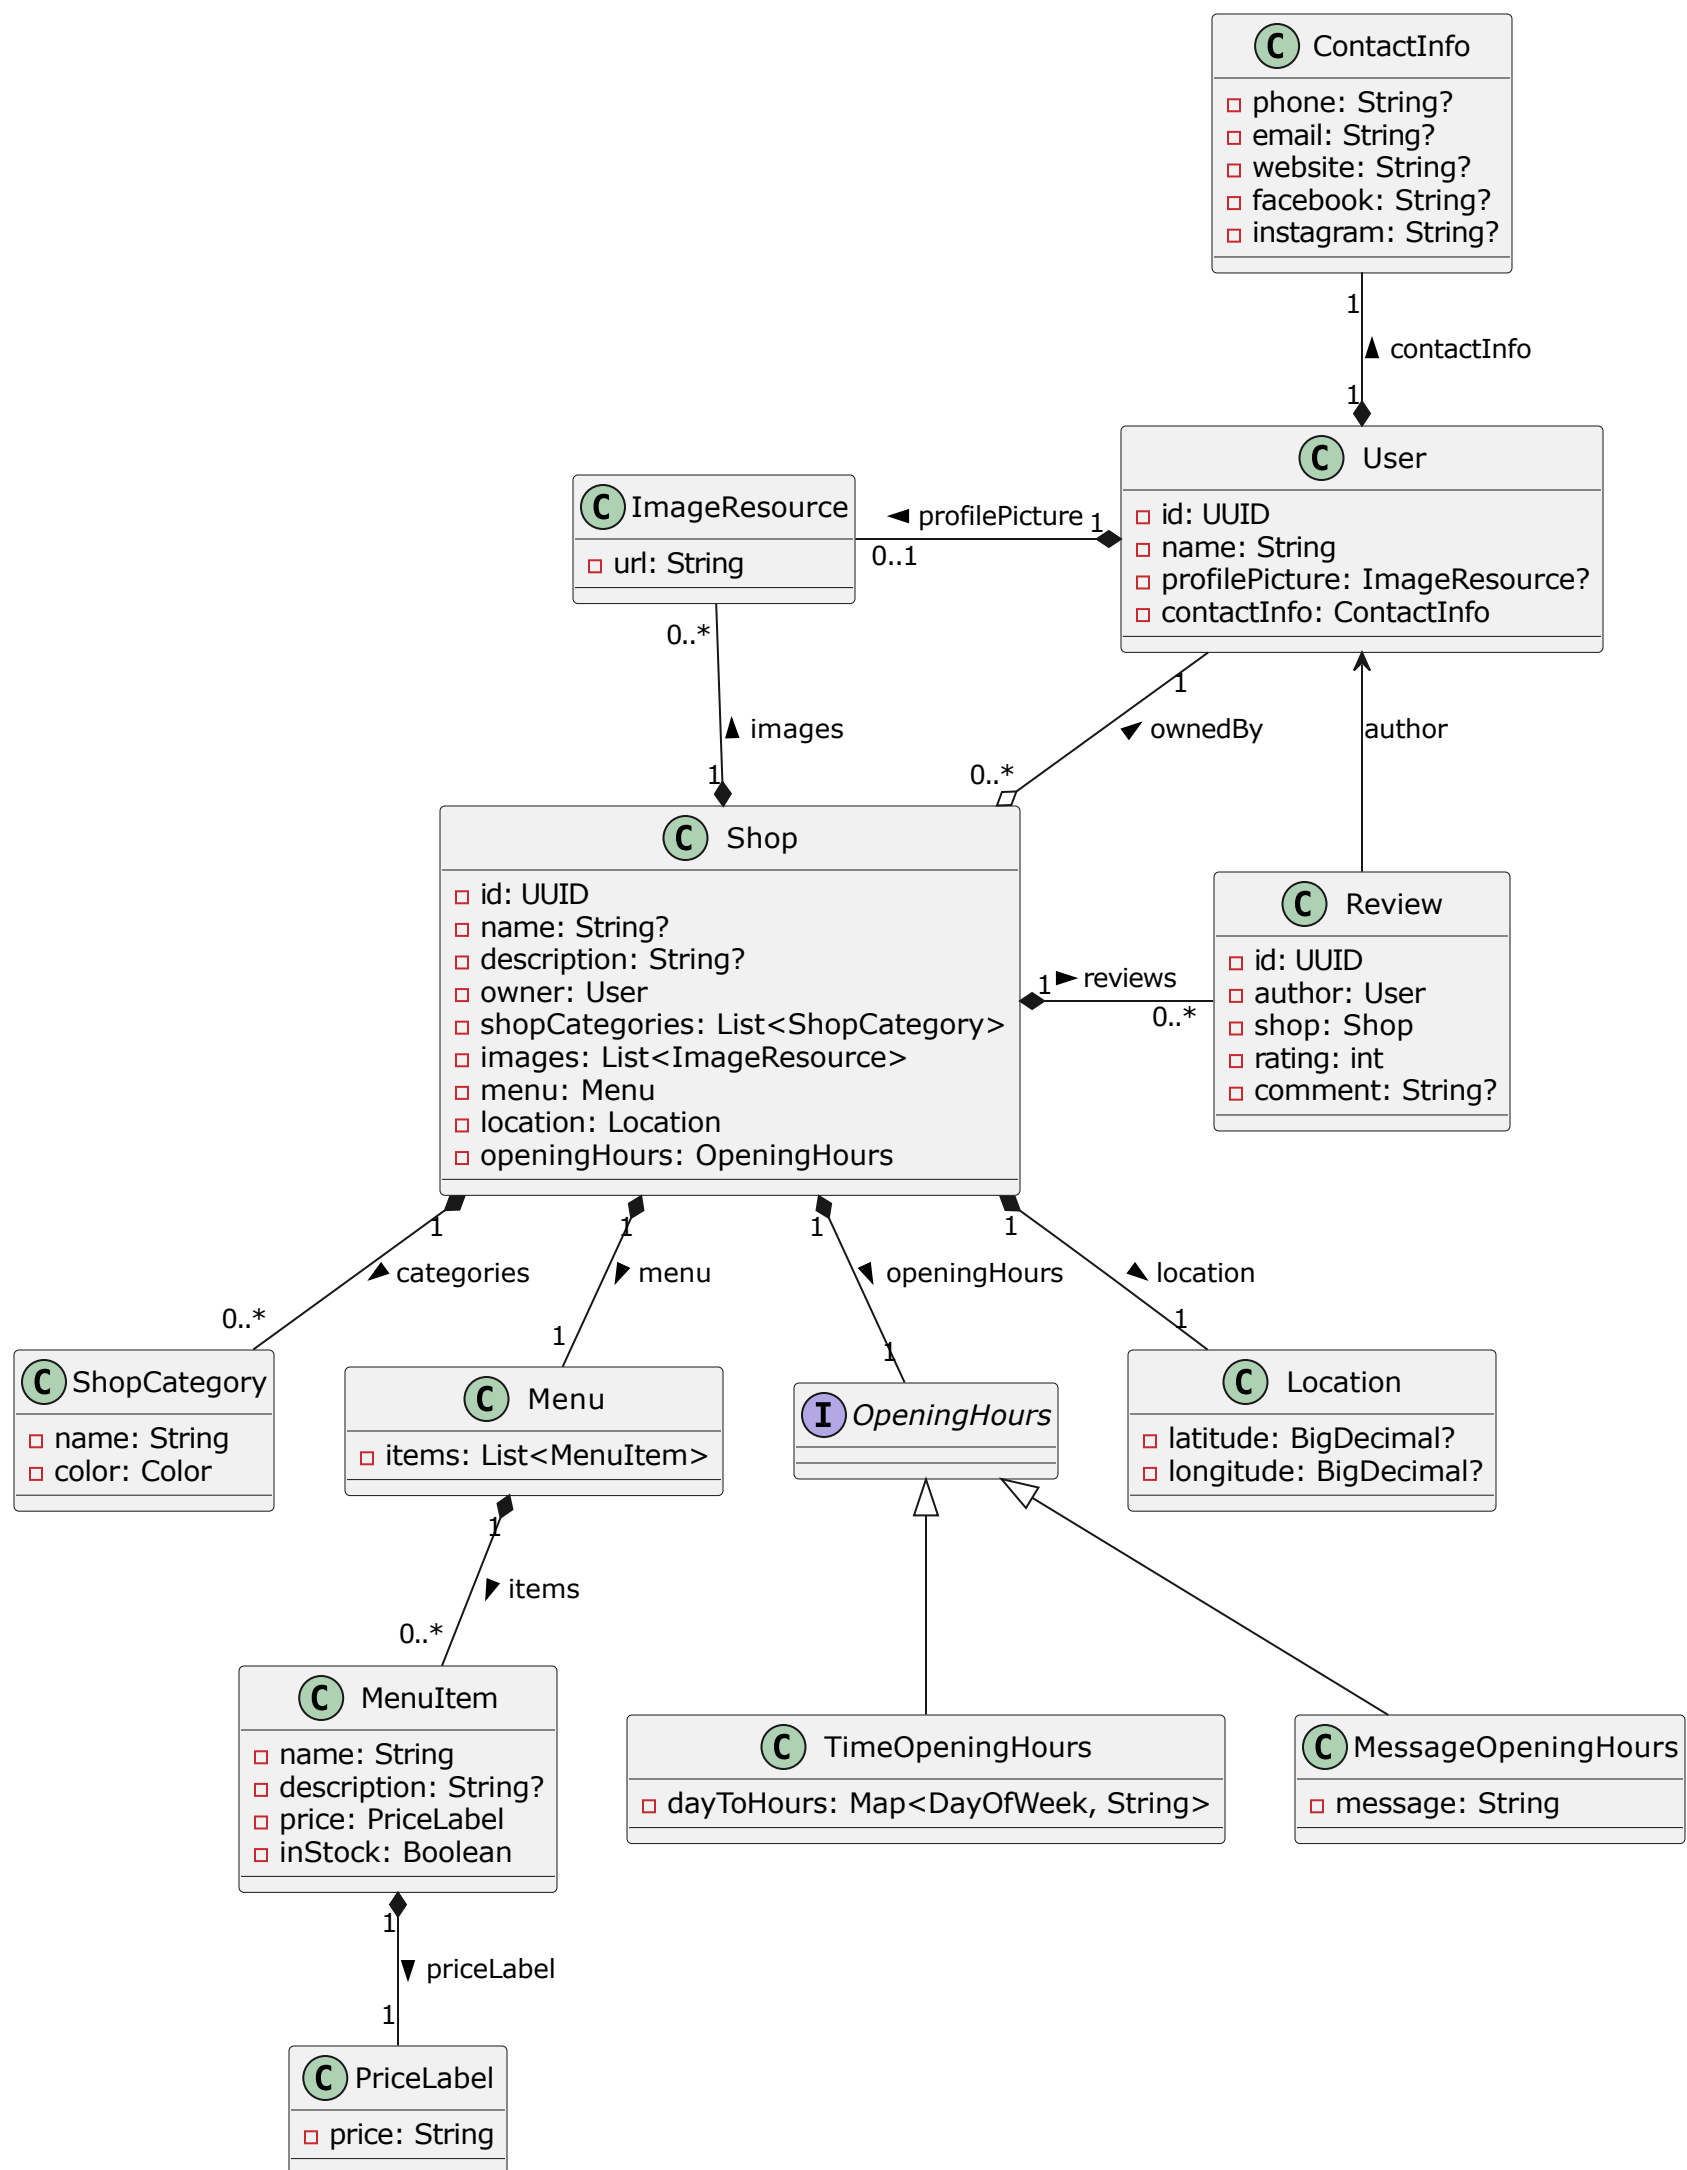 C ContactInfo
phone: String?
email: String?
website: String?
facebook: String?
instagram: String?
1
contactInfo
1
C User
id: UUID
name: String
profilePicture: ImageResource?
contactInfo: ContactInfo
C ImageResource
url: String
profilePicture 1
0..1
0..*
images
1
1
ownedBy
0..*
author
C Shop
id: UUID
name: String?
description: String?
owner: User
shopCategories: List<ShopCategory>
images: List<ImageResource>
menu: Menu
location: Location
openingHours: OpeningHours
1 reviews
0..*
C Review
id: UUID
author: User
shop: Shop
rating: int
comment: String?
1
categories
0..*
1
menu
1
1
openingHours
1
1
location
1
C ShopCategory
name: String
color: Color
C Menu
items: List<MenuItem>
I OpeningHours
C Location
latitude: BigDecimal?
longitude: BigDecimal?
1
items
0..*
C MenuItem
name: String
description: String?
price: PriceLabel
inStock: Boolean
C TimeOpeningHours
dayToHours: Map<DayOfWeek, String>
C MessageOpeningHours
message: String
1
priceLabel
1
C PriceLabel
price: String